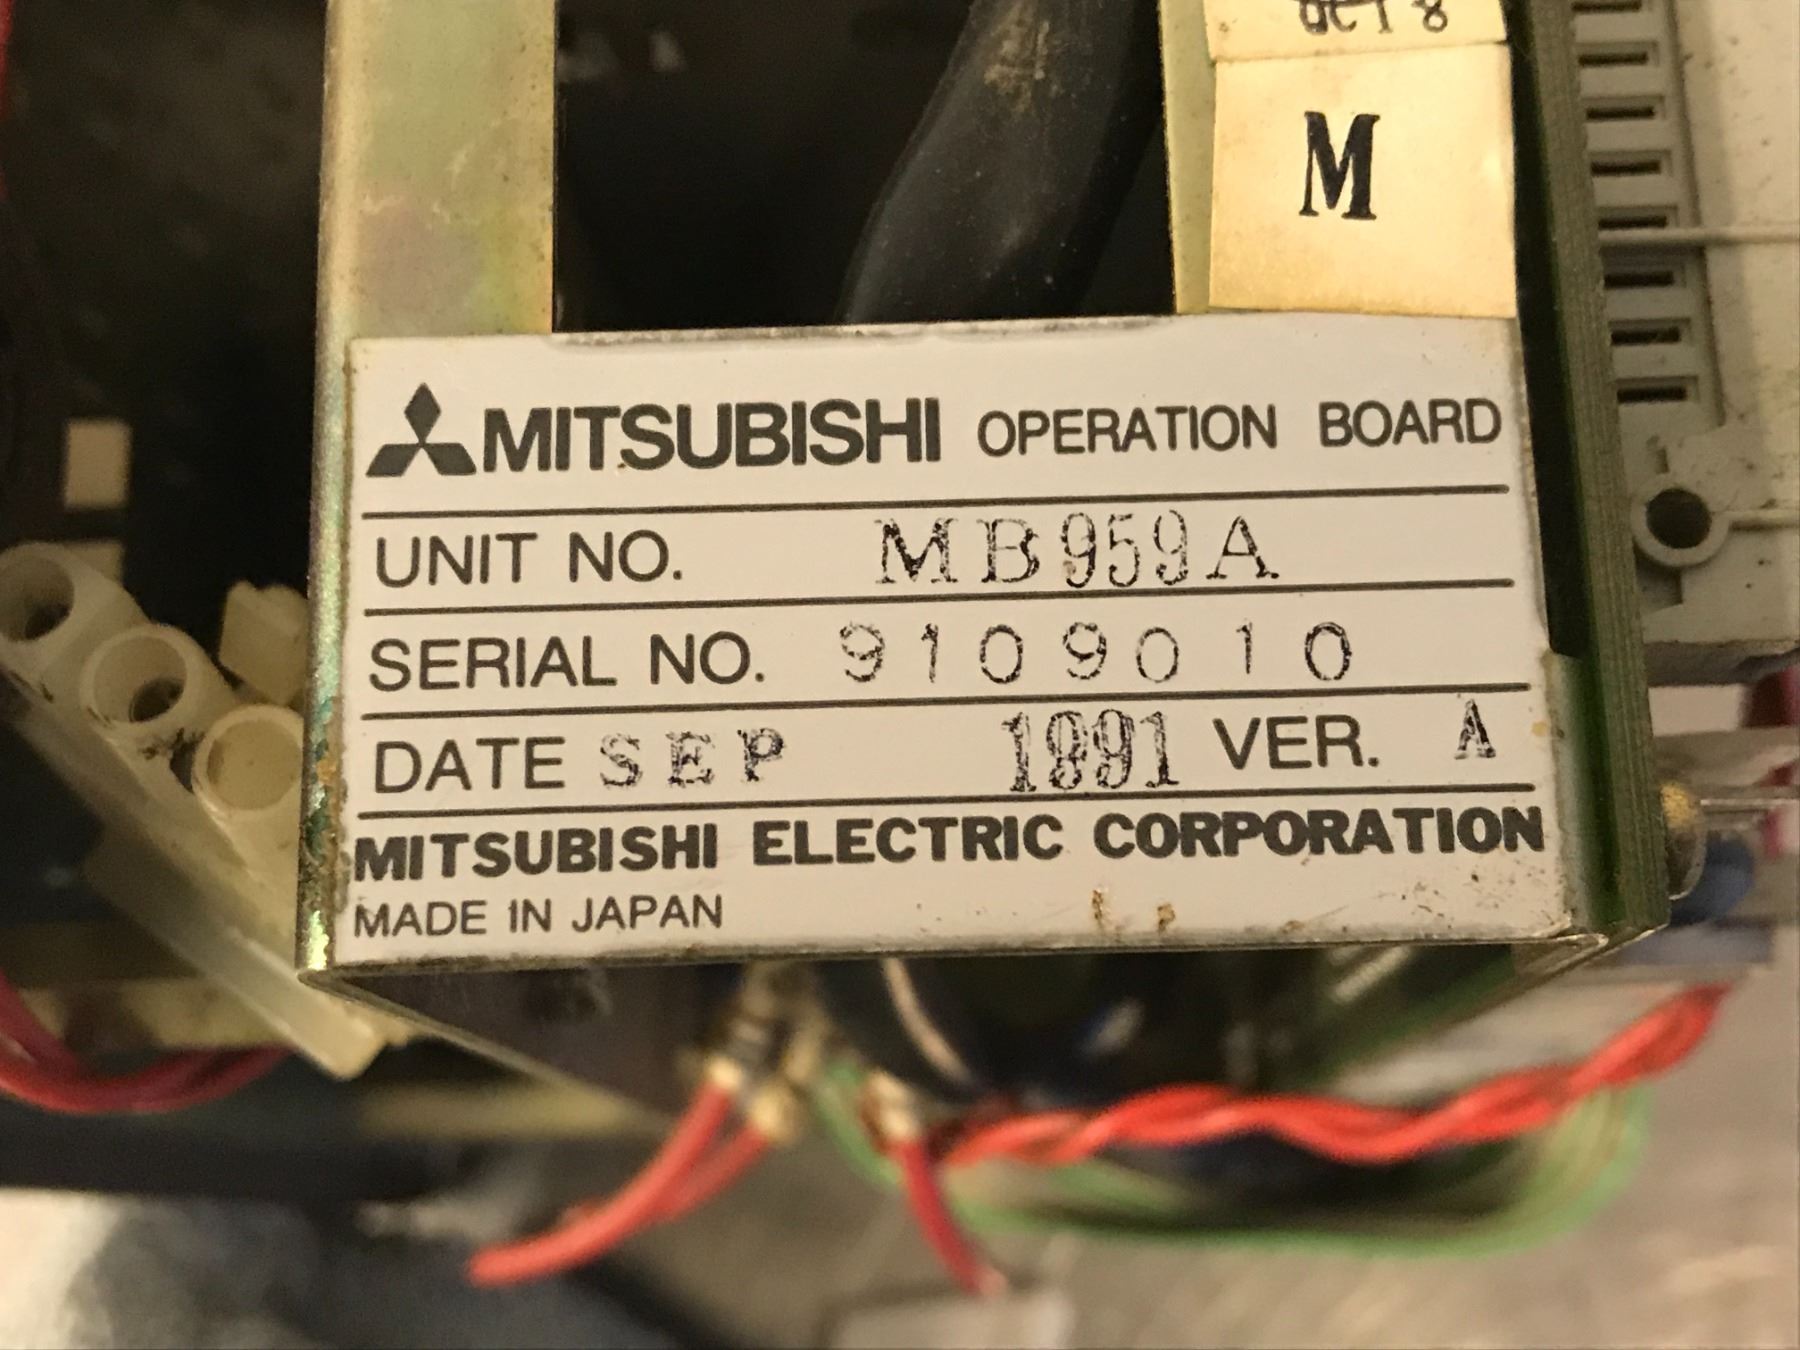 M
MITSUBISHI OPERATION BOARD
UNIT NO. MB959A
SERIAL NO. 9109010
DATE SEP 1991 VER. A
MITSUBISHI ELECTRIC CORPORATION
MADE IN JAPAN